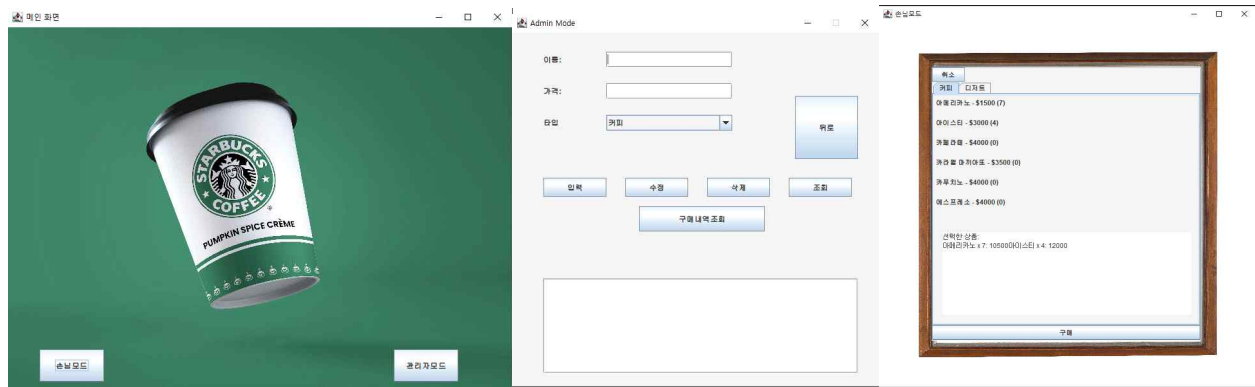 메인 화면
STARBUCKS
COFFEE
PUMPKIN SPICE CRÈME
손님모드
관리자모드
Admin Mode
이름:
가격:
타입
커피
뒤로
입력
수정
삭제
조회
구매내역조회
손님모드
취소
커피
디저트
아메리카노 - $1500 (7)
아이스티 - $3000 (4)
카페라떼 - $4000 (0)
카라멜 마끼아또 - $3500 (0)
카푸치노 - $4000 (0)
에스프레소 - $4000 (0)
선택한 상품:
아메리카노 x 7: 10500아이스티 x 4: 12000
구매